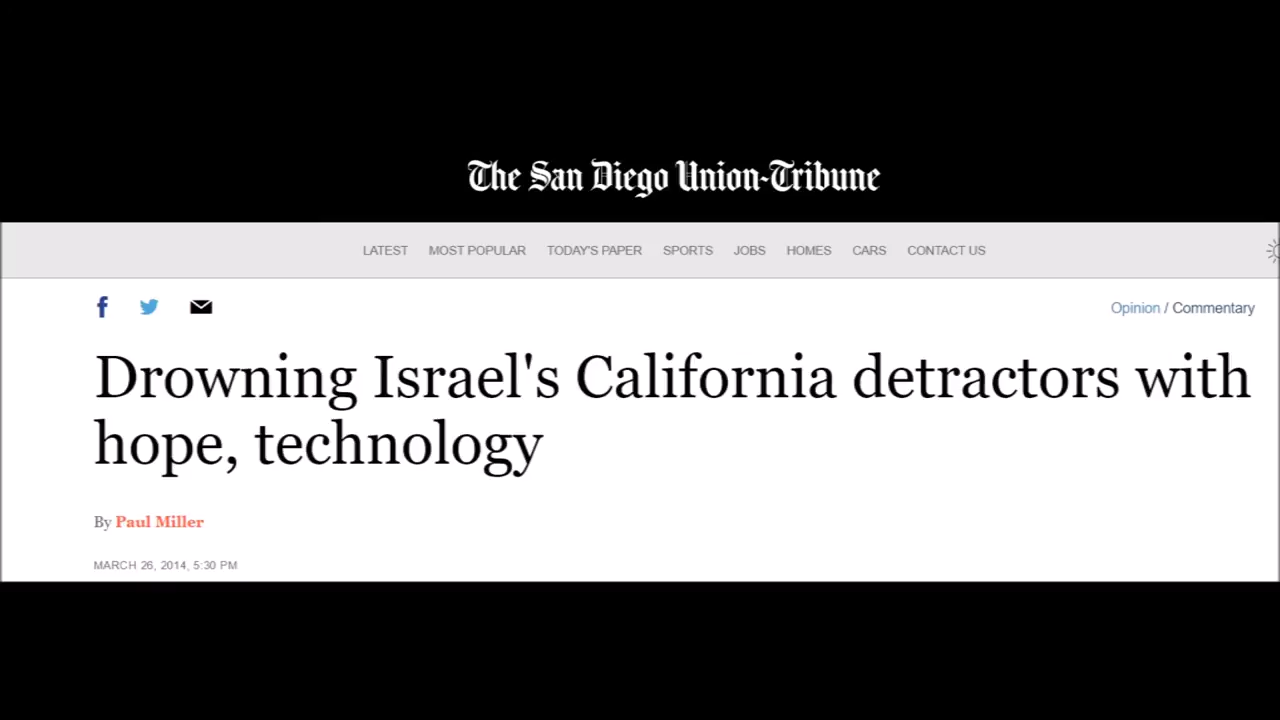 The San Diego Union-Tribune
LATEST MOST POPULAR TODAY'S PAPER SPORTS JOBS HOMES CARS CONTACT US
Opinion / Commentary
Drowning Israel's California detractors with
hope, technology
By Paul Miller
MARCH 26, 2014, 5:30 PM